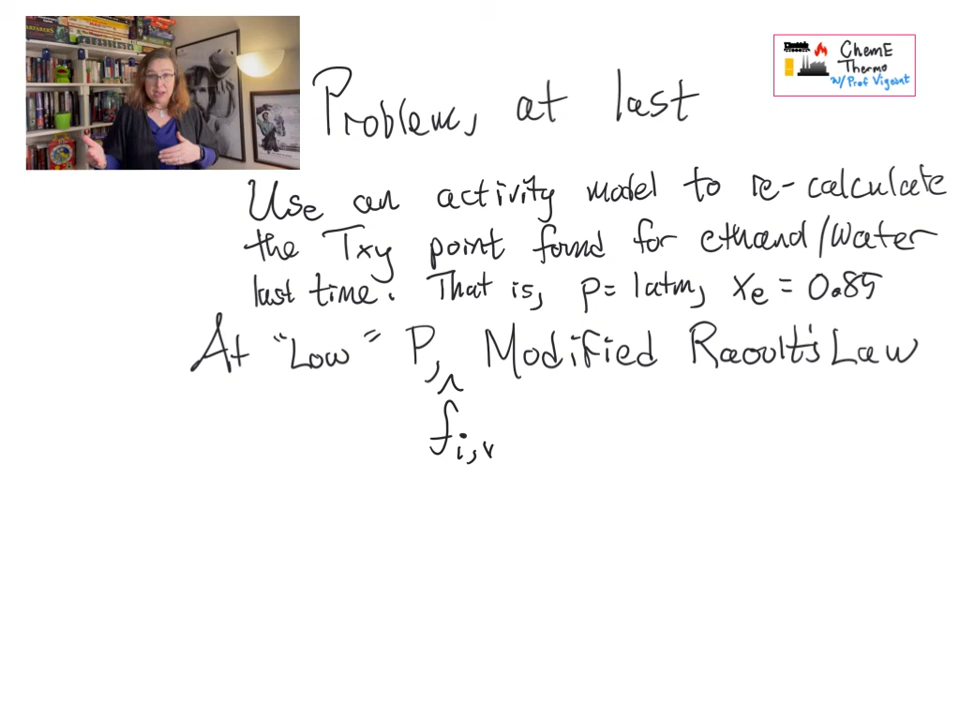 ChemE
Thermo
w/ Prof Vigeant
Problem, at last
Use an activity model to re-calculate
the Txy point found for ethanol/water
last time. That is, p=1atm, xe = 0.85
At "Low" P, Modified Raoult's Law
f̂i,v